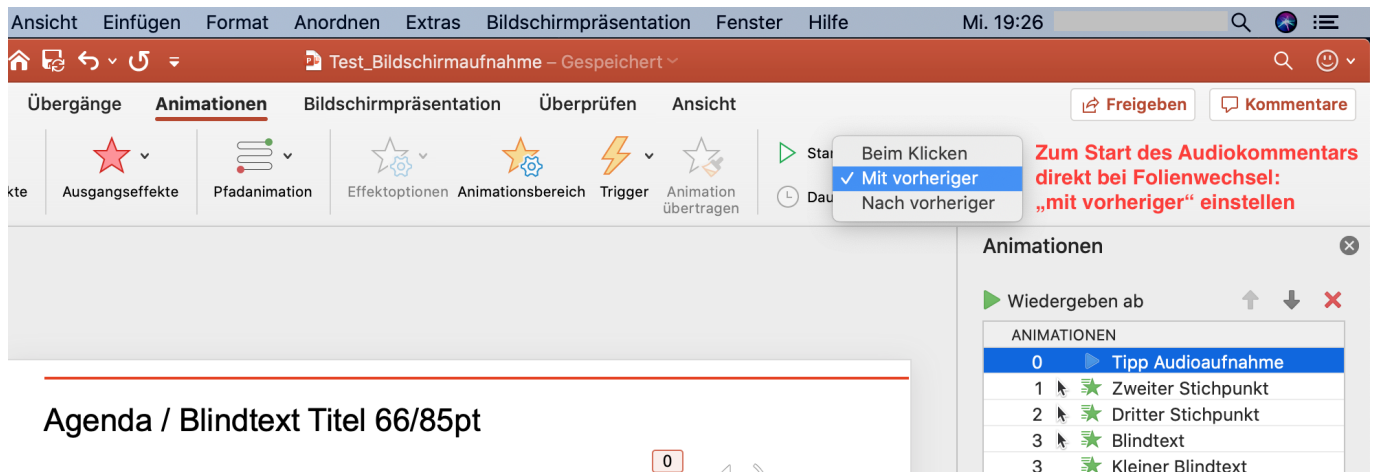 Ansicht Einfügen Format Anordnen Extras Bildschirmpräsentation Fenster Hilfe Mi. 19:26
Test_Bildschirmaufnahme – Gespeichert
Übergänge Animationen Bildschirmpräsentation Überprüfen Ansicht Freigeben Kommentare
kte Ausgangseffekte Pfadanimation Effektoptionen Animationsbereich Trigger Animation übertragen
Star Beim Klicken
✓ Mit vorheriger
Dau Nach vorheriger
Zum Start des Audiokommentars
direkt bei Folienwechsel:
„mit vorheriger“ einstellen
Animationen
Wiedergeben ab
ANIMATIONEN
0 Tipp Audioaufnahme
1 Zweiter Stichpunkt
2 Dritter Stichpunkt
3 Blindtext
3 Kleiner Blindtext
Agenda / Blindtext Titel 66/85pt
0